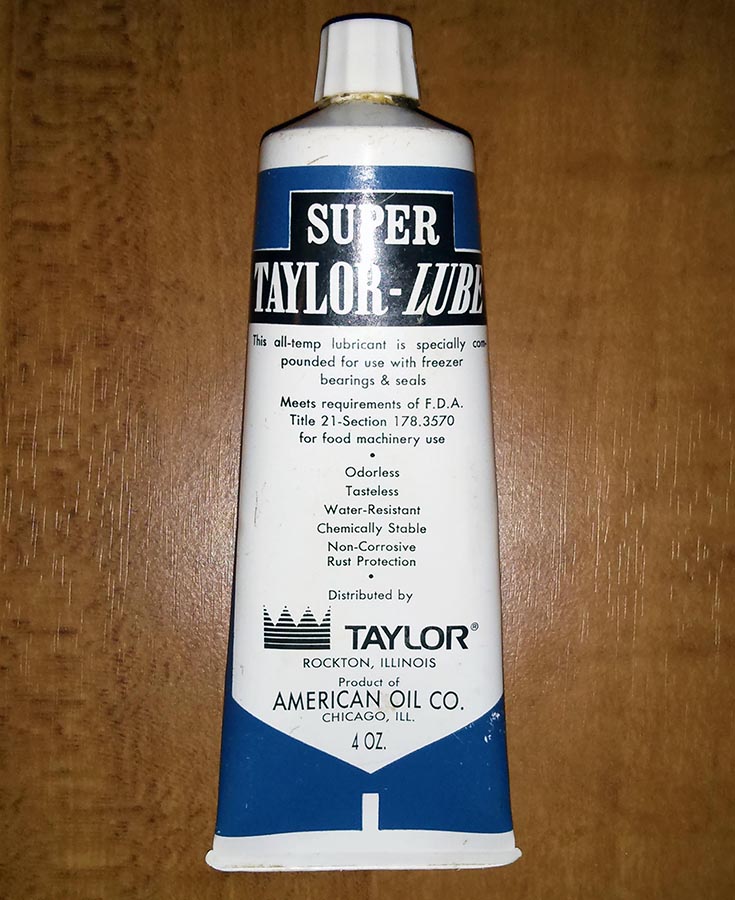 SUPER
TAYLOR-LUBE
This all-temp lubricant is specially com-
pounded for use with freezer
bearings & seals
Meets requirements of F.D.A.
Title 21-Section 178.3570
for food machinery use
•
Odorless
Tasteless
Water-Resistant
Chemically Stable
Non-Corrosive
Rust Protection
•
Distributed by
TAYLOR®
ROCKTON, ILLINOIS
Product of
AMERICAN OIL CO.
CHICAGO, ILL.
4 OZ.